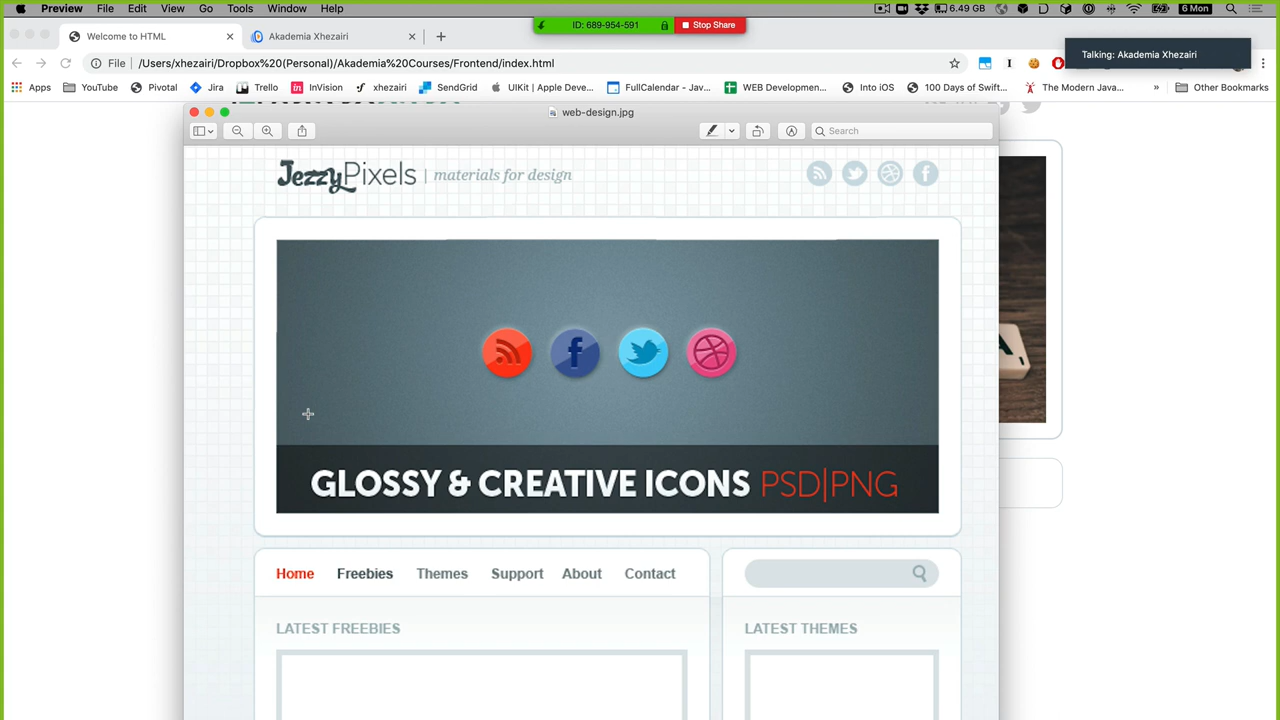 Preview File Edit View Go Tools Window Help
6.49 GB 6 Mon
ID: 689-954-591 Stop Share
Welcome to HTML Akademia Xhezairi
Talking: Akademia Xhezairi
File /Users/xhezairi/Dropbox%20(Personal)/Akademia%20Courses/Frontend/index.html
Apps YouTube Pivotal Jira Trello InVision xhezairi SendGrid UIKit | Apple Deve... FullCalendar - Jav... WEB Developmen... Into iOS 100 Days of Swift... The Modern Java... » Other Bookmarks
web-design.jpg
Search
JezzyPixels | materials for design
GLOSSY & CREATIVE ICONS PSD|PNG
Home Freebies Themes Support About Contact
LATEST FREEBIES LATEST THEMES